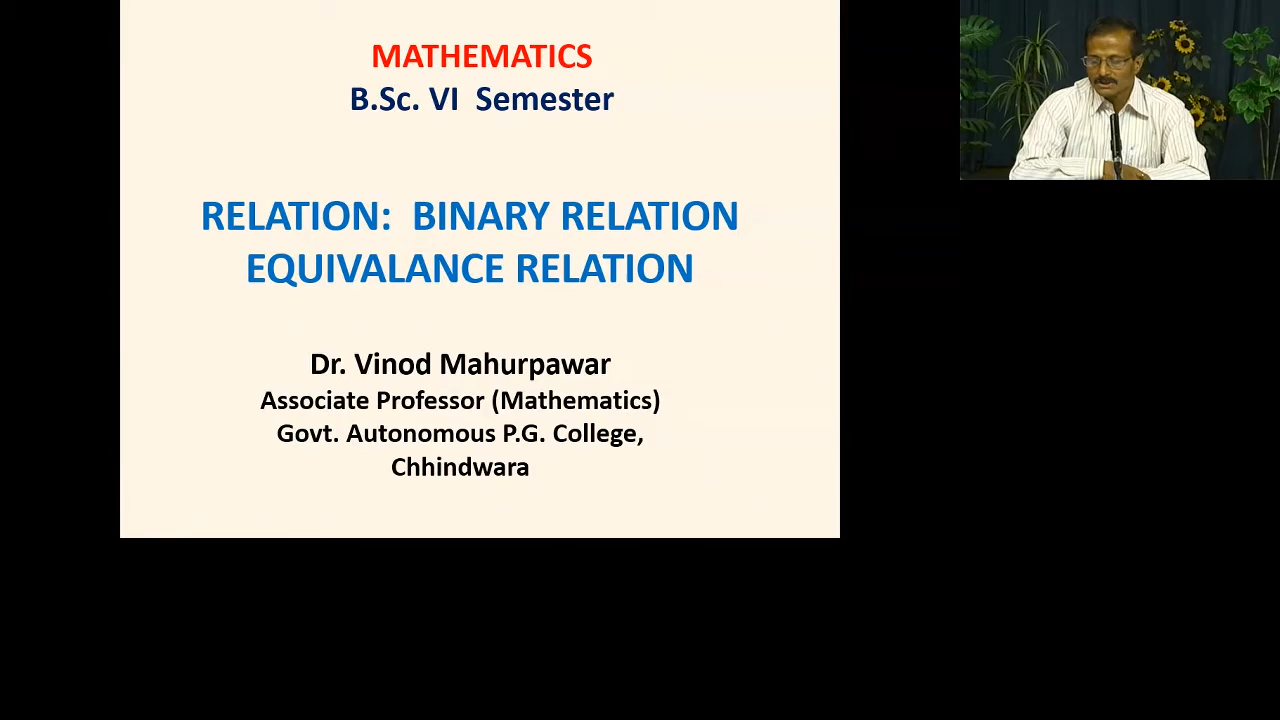 MATHEMATICS
B.Sc. VI Semester
RELATION: BINARY RELATION
EQUIVALANCE RELATION
Dr. Vinod Mahurpawar
Associate Professor (Mathematics)
Govt. Autonomous P.G. College,
Chhindwara